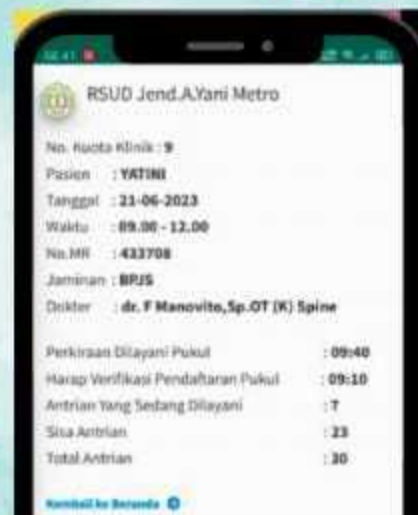 RSUD Jend.A.Yani Metro
No. Kuota Klinik : 9
Pasien : YATINI
Tanggal : 21-06-2023
Waktu : 09.00 - 12.00
No.MR : 433708
Jaminan : BPJS
Dokter : dr. F Manovito,Sp.OT (K) Spine
Perkiraan Dilayani Pukul : 09:40
Harap Verifikasi Pendaftaran Pukul : 09:10
Antrian Yang Sedang Dilayani : 7
Sisa Antrian : 23
Total Antrian : 30
Kembali ke Beranda